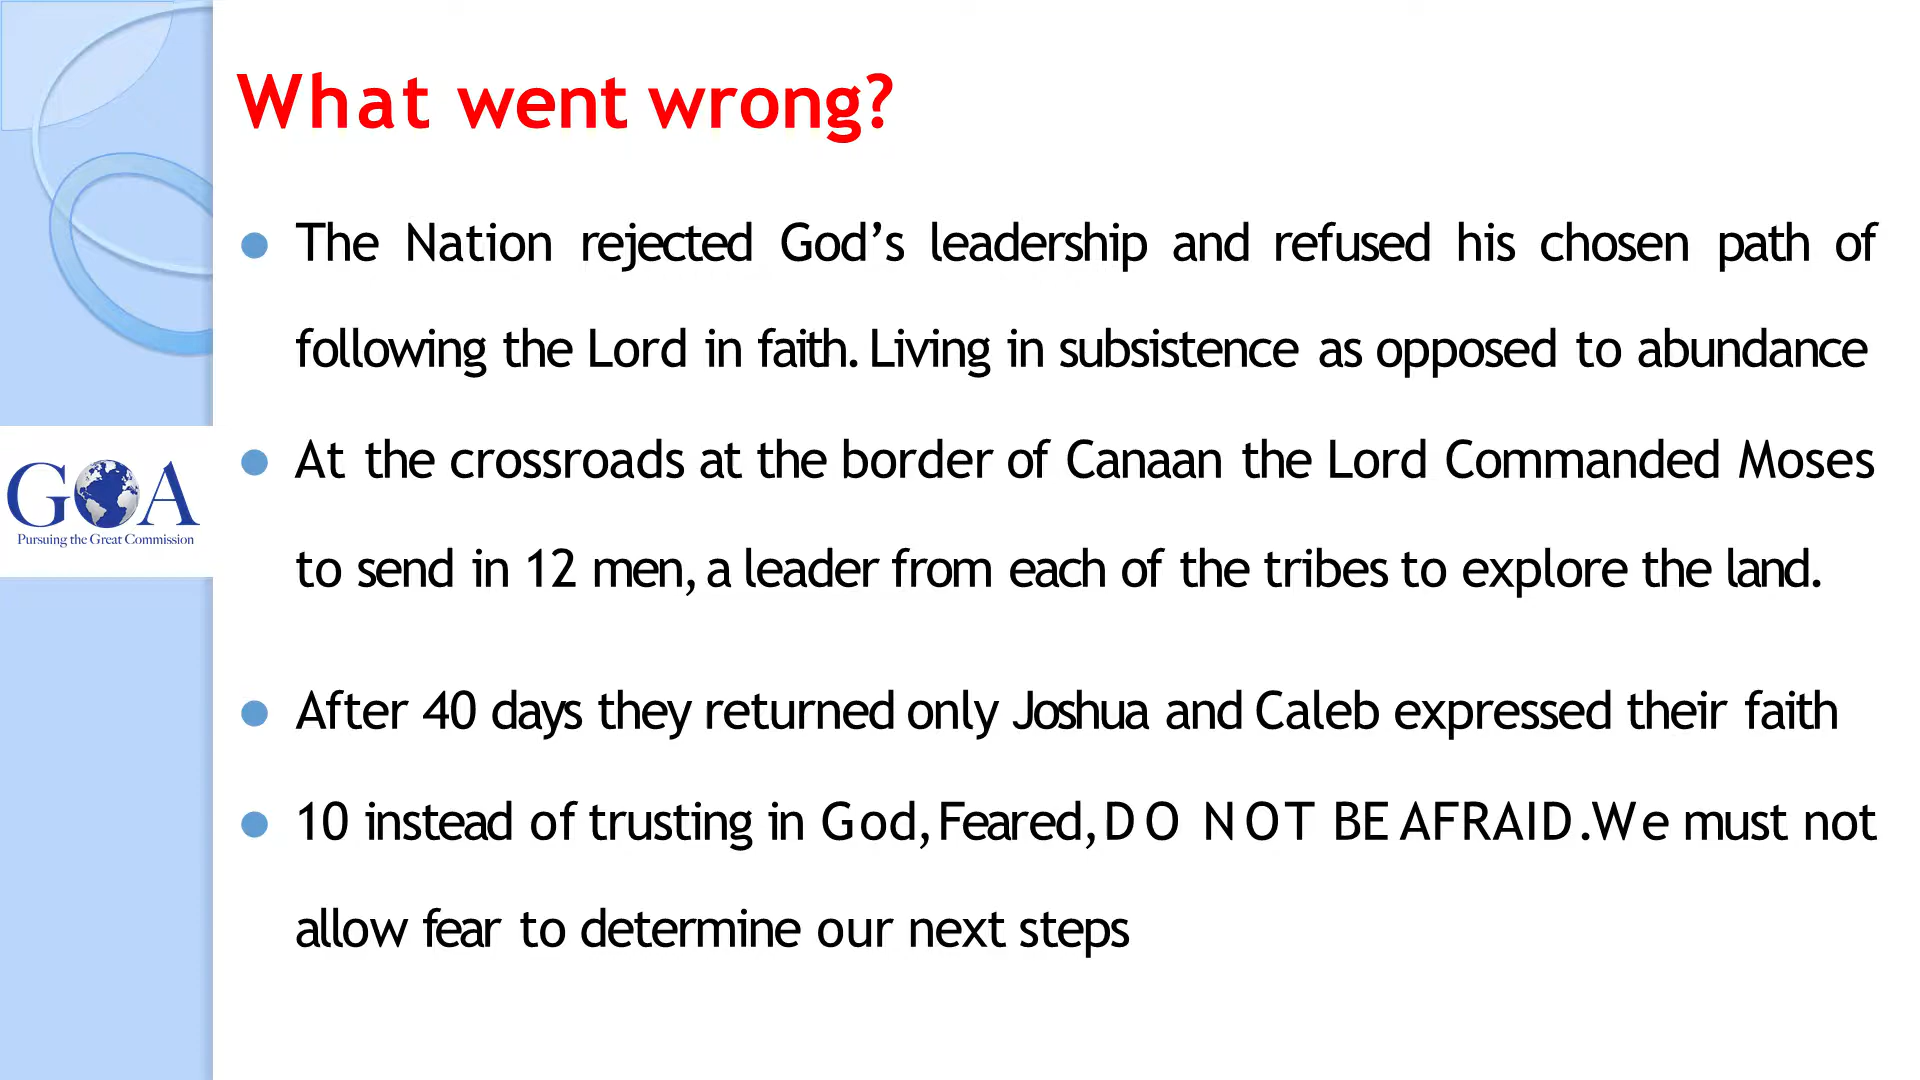 What went wrong?
The Nation rejected God’s leadership and refused his chosen path of
following the Lord in faith. Living in subsistence as opposed to abundance
At the crossroads at the border of Canaan the Lord Commanded Moses
to send in 12 men, a leader from each of the tribes to explore the land.
After 40 days they returned only Joshua and Caleb expressed their faith
10 instead of trusting in God, Feared, DO NOT BE AFRAID. We must not
allow fear to determine our next steps
GOA
Pursuing the Great Commission